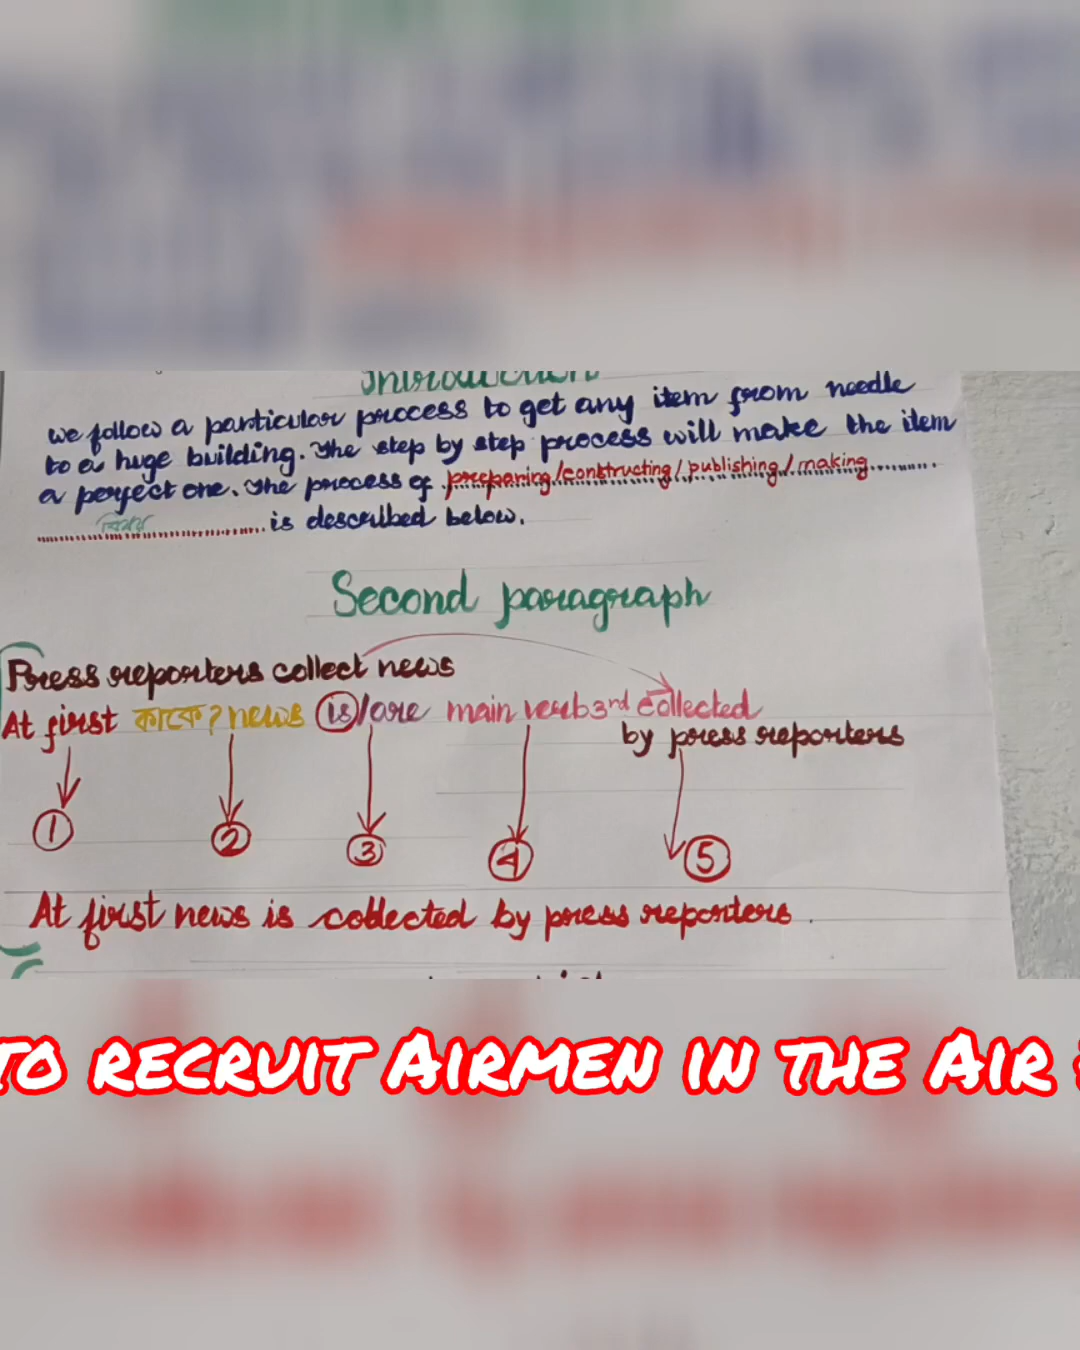 Introduction
we follow a particular process to get any item from needle
to a huge building. The step by step process will make the item
a perfect one. The process of preparing/constructing/publishing/making............
বিষয় .............................. is described below.
Second paragraph
Press reporters collect news
At first কাকে? news is/are main verb 3rd collected
by press reporters
1 2 3 4 5
At first news is collected by press reporters.
to recruit Airmen in the Air